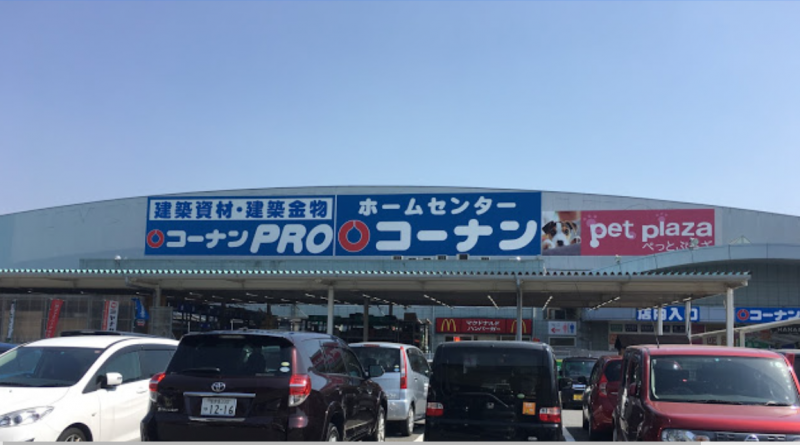 建築資材・建築金物
コーナンPRO
ホームセンター
コーナン
pet plaza
ぺっとぷらざ
マクドナルド
ハンバーガー
店内入口
コーナン
12-16